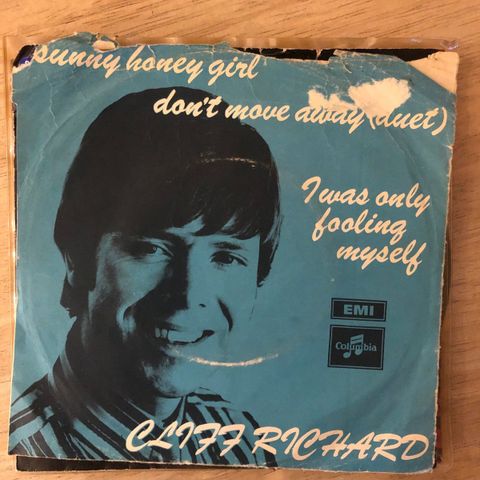 sunny honey girl
don't move away (duet)
I was only
fooling
myself
EMI
Columbia
CLIFF RICHARD